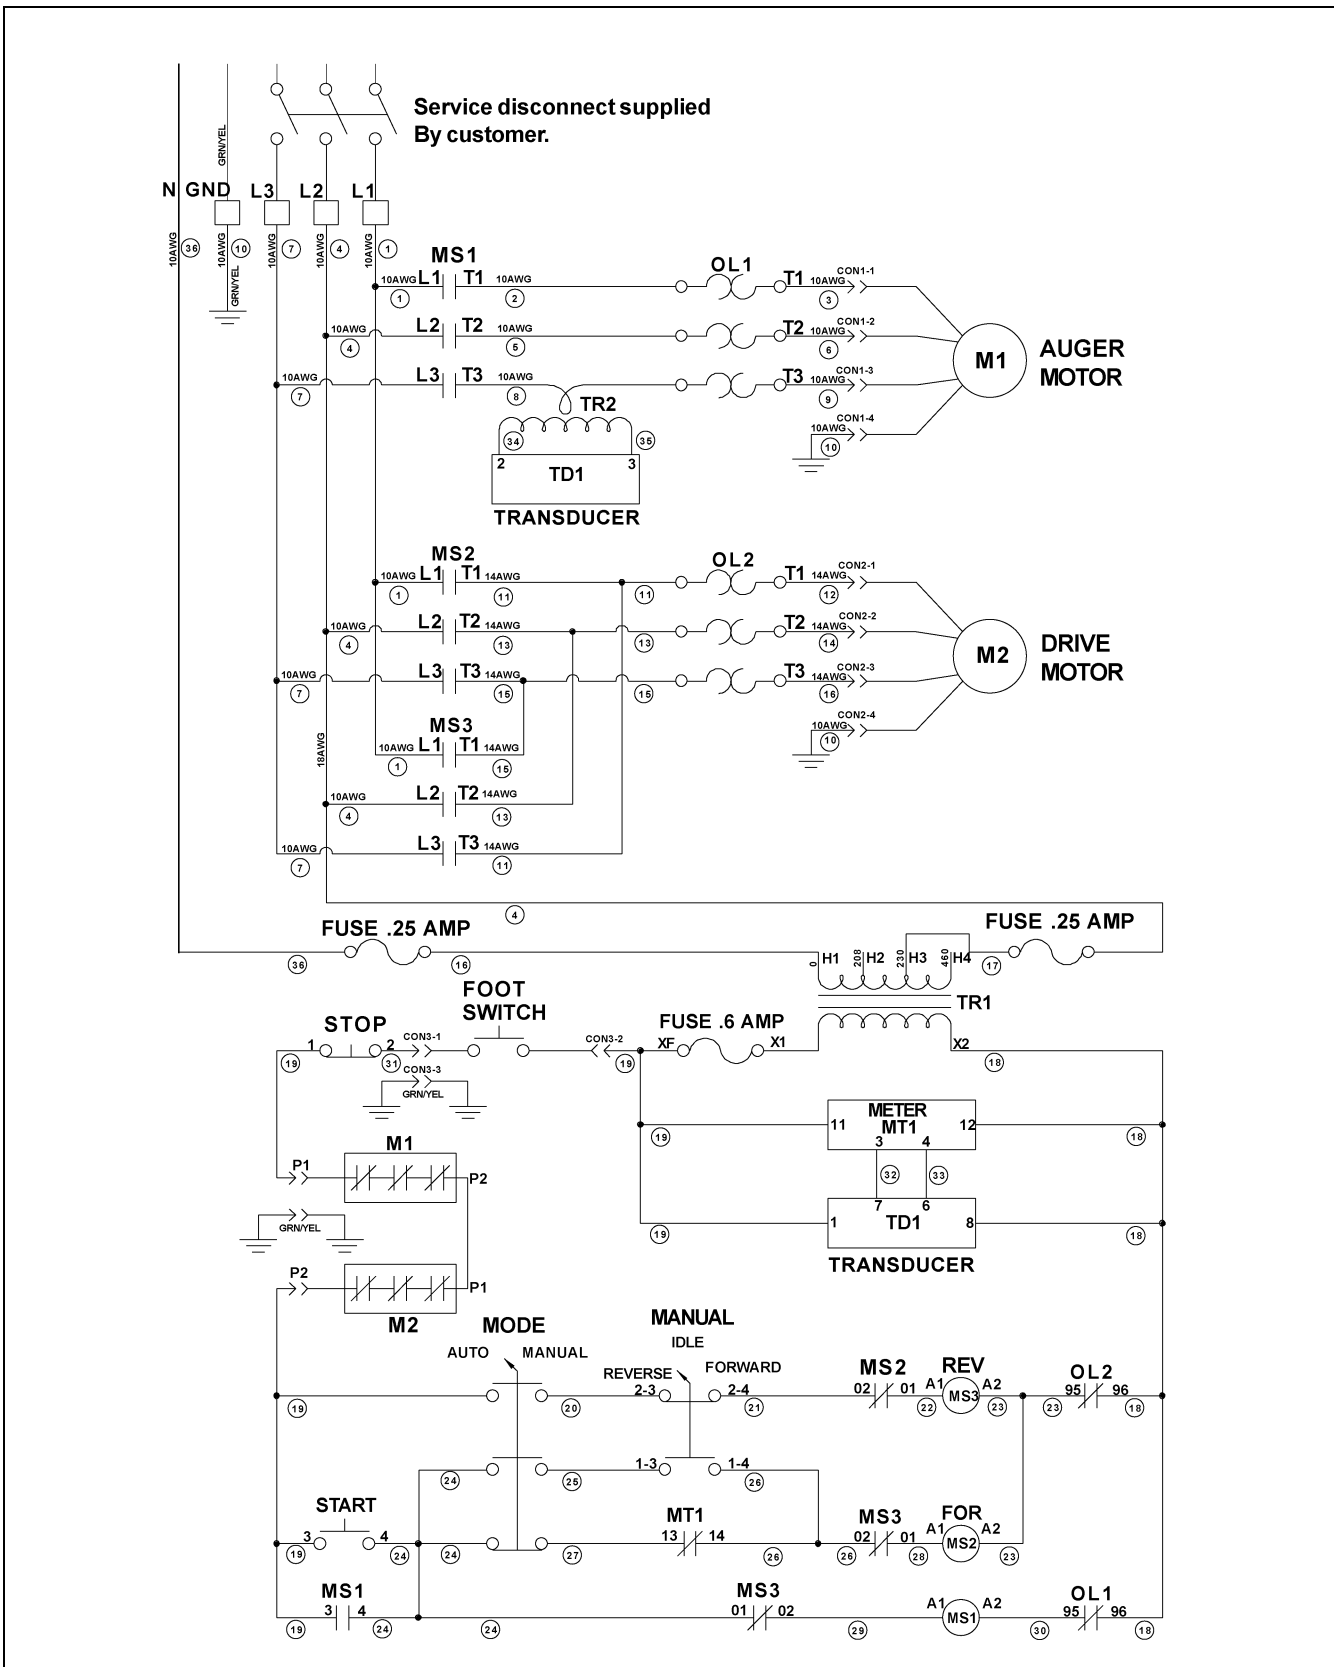 Service disconnect supplied
By customer.
GRN/YEL
N GND L3 L2 L1
10AWG 36 10AWG 10 10AWG 7 10AWG 4 10AWG 1
GRN/YEL
MS1
10AWG L1 T1 10AWG OL1 T1 10AWG CON1-1
1 2 3
10AWG L2 T2 10AWG T2 10AWG CON1-2
4 5 6
10AWG L3 T3 10AWG T3 10AWG CON1-3
7 8 9
M1
AUGER
MOTOR
TR2
34 35
10AWG CON1-4
10
2 3
TD1
TRANSDUCER
MS2
10AWG L1 T1 14AWG OL2 T1 14AWG CON2-1
1 11 11 12
10AWG L2 T2 14AWG T2 14AWG CON2-2
4 13 13 14
10AWG L3 T3 14AWG T3 14AWG CON2-3
7 15 15 16
M2
DRIVE
MOTOR
10AWG CON2-4
10
MS3
18AWG
10AWG L1 T1 14AWG
1 15
10AWG L2 T2 14AWG
4 13
10AWG L3 T3 14AWG
7 11
4
FUSE .25 AMP
FUSE .25 AMP
36 16
0 H1 208 H2 230 H3 460 H4
17
TR1
FOOT
SWITCH
STOP
1 2 CON3-1
19 31
CON3-2
19
CON3-3
GRN/YEL
FUSE .6 AMP
XF X1 X2
18
METER
MT1
11 12
3 4
19 18
32 33
7 6
TD1
1 8
19 18
TRANSDUCER
M1
P1 P2
GRN/YEL
P2 P1
M2
MODE
AUTO MANUAL
MANUAL
IDLE
REVERSE FORWARD
2-3 2-4
19 20 21
MS2
02 01
22
REV
A1 MS3 A2
23 23
OL2
95 96
18
1-3 1-4
24 25 26
START
3 4
19 24 24 27
MT1
13 14
26 26
MS3
02 01
28
FOR
A1 MS2 A2
23
MS1
3 4
19 24 24
MS3
01 02
29
A1 MS1 A2
30
OL1
95 96
18